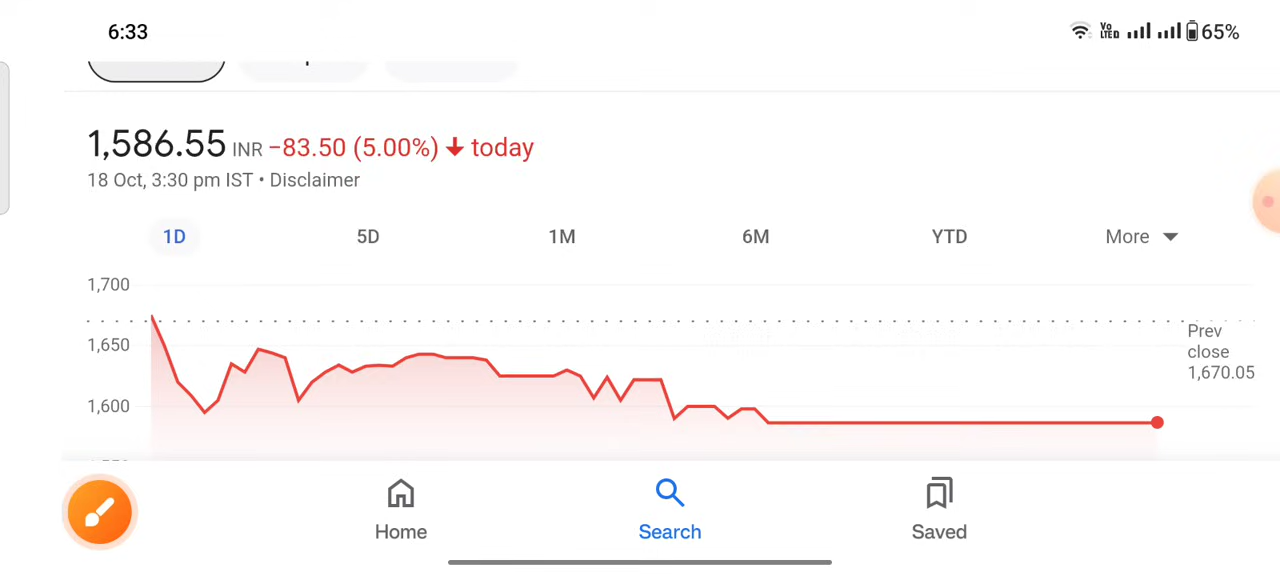 6:33
Vo LTED 65%
1,586.55 INR −83.50 (5.00%) today
18 Oct, 3:30 pm IST • Disclaimer
1D 5D 1M 6M YTD More
1,700
1,650
1,600
Prev
close
1,670.05
Home Search Saved